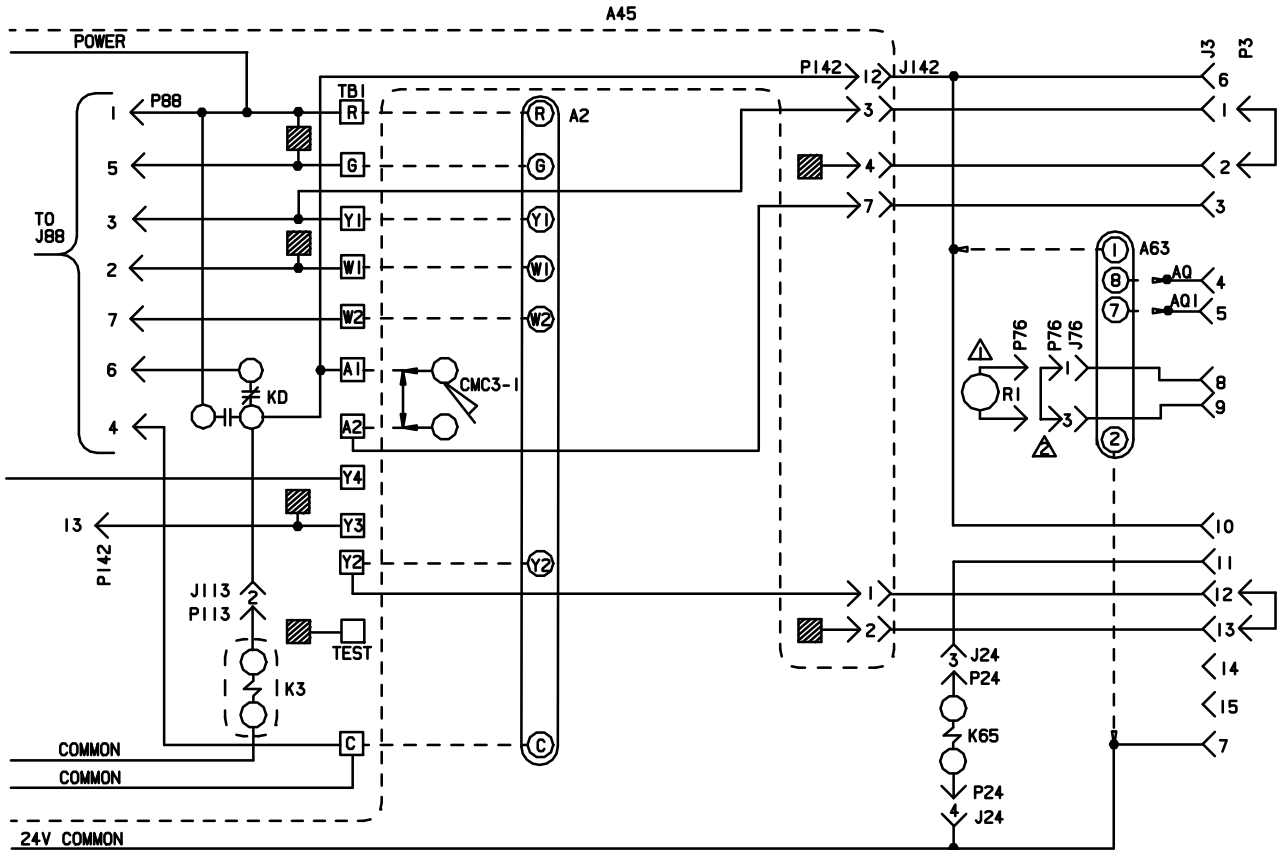 A45
POWER
P142 12 J142
J3
P3
6
1 P88
TB1
R R A2
3
1
5
G G
4
2
TO
J88
3
Y1 Y1
7
3
2
W1 W1
1 A63
8 AQ 4
7 AQ1 5
7
W2 W2
P76 P76 J76
1
6
A1
KD
CMC3-1
1
R1
8
9
4
A2
3
2
2
Y4
13
P142
Y3
10
Y2 Y2
11
J113
2
P113
1
12
TEST
2
13
K3
3 J24
P24
14
15
K65
C C
7
COMMON
COMMON
P24
4 J24
24V COMMON